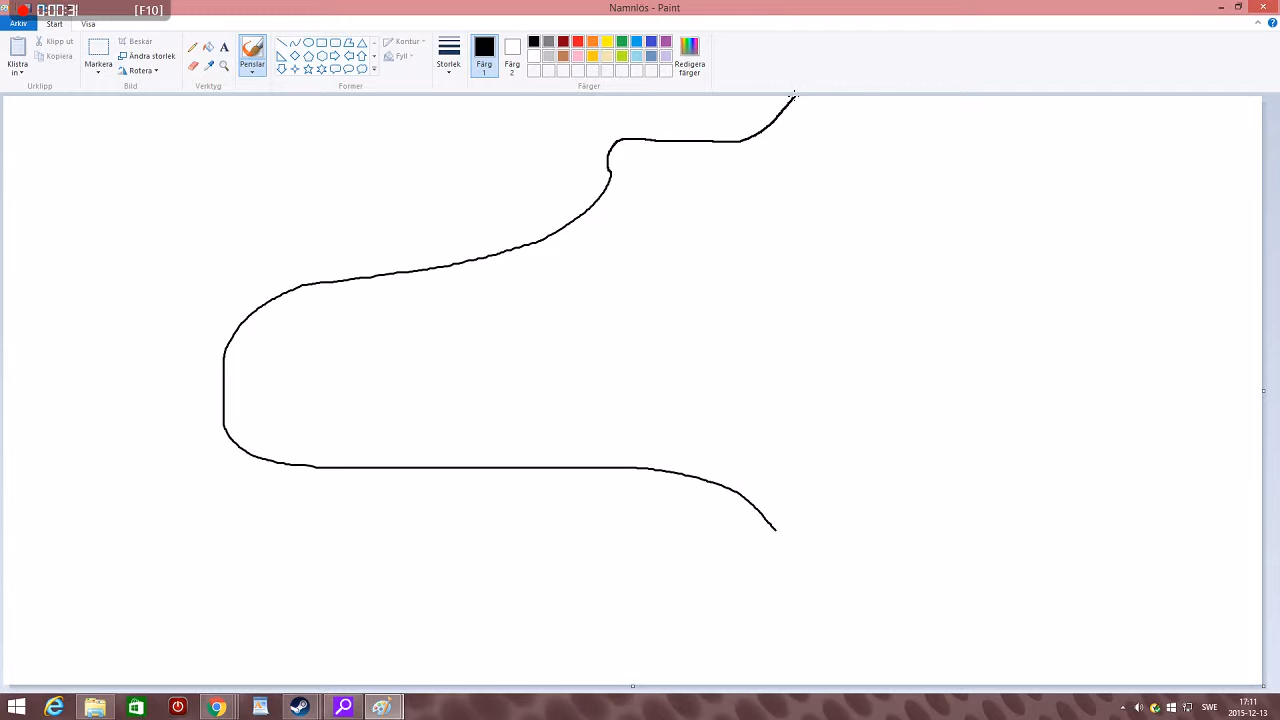 0:00:3
[F10]
Namnlös - Paint
Arkiv
Start
Visa
Klistra in
Klipp ut
Kopiera
Urklipp
Markera
Beskär
Ändra storlek
Rotera
Bild
A
Verktyg
Penslar
Kontur
Fyll
Former
Storlek
Färg 1
Färg 2
Redigera färger
Färger
SWE
17:11
2015-12-13